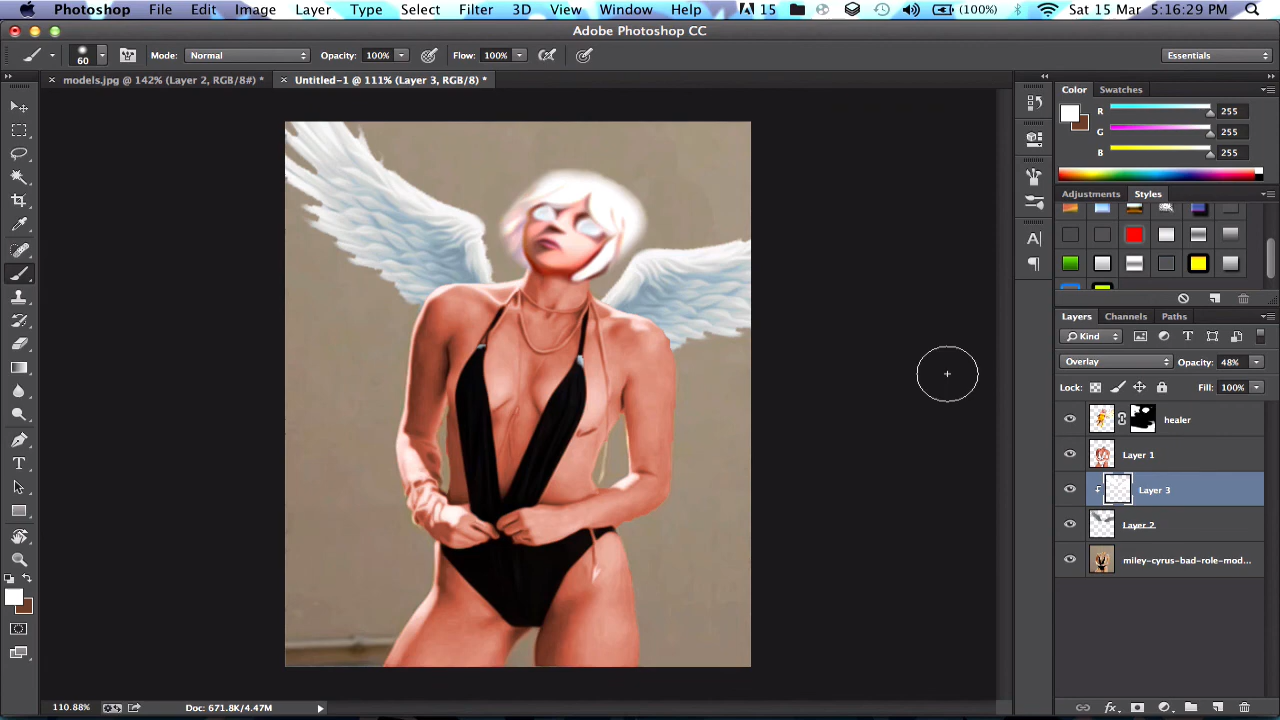 Photoshop File Edit Image Layer Type Select Filter 3D View Window Help 15 (100%) Sat 15 Mar 5:16:29 PM
Adobe Photoshop CC
60 Mode: Normal Opacity: 100% Flow: 100% Essentials
models.jpg @ 142% (Layer 2, RGB/8#) * Untitled-1 @ 111% (Layer 3, RGB/8) *
Color Swatches
R 255
G 255
B 255
Adjustments Styles
Layers Channels Paths
Kind
Overlay Opacity: 48%
Lock: Fill: 100%
healer
Layer 1
Layer 3
Layer 2
miley-cyrus-bad-role-mod...
110.88% Doc: 671.8K/4.47M